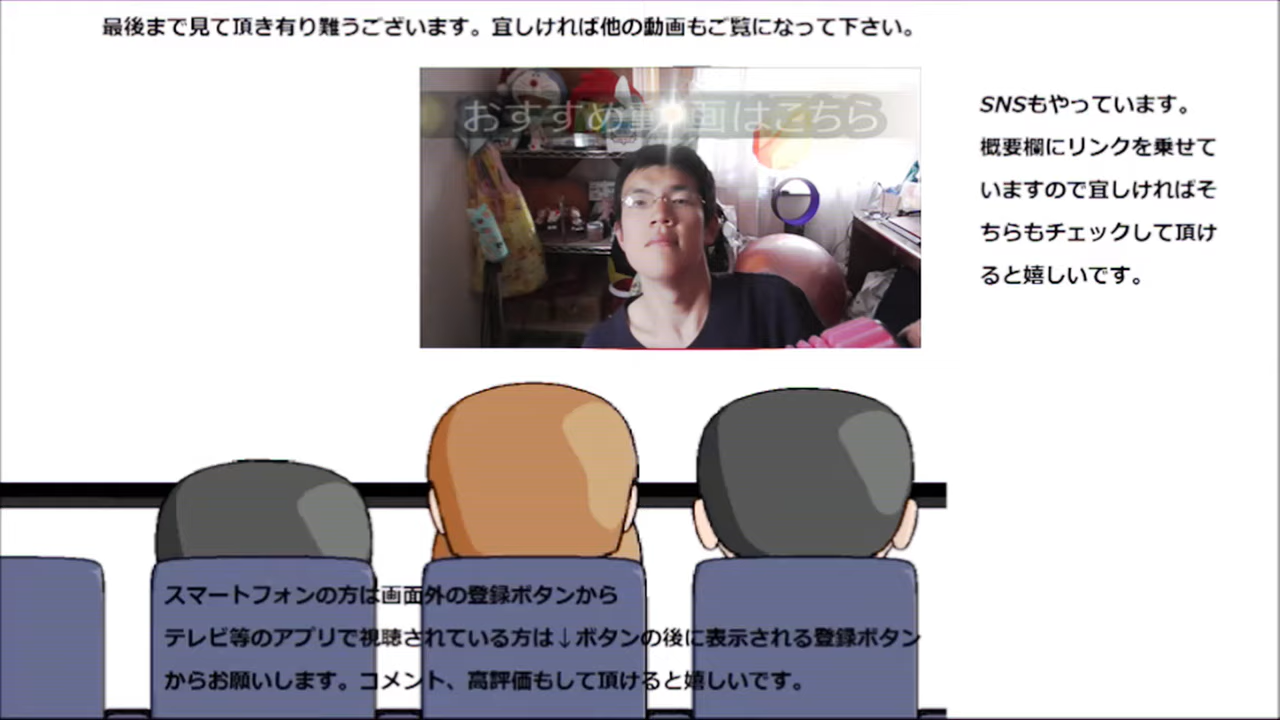 最後まで見て頂き有り難うございます。宜しければ他の動画もご覧になって下さい。
おすすめ動画はこちら
SNSもやっています。
概要欄にリンクを乗せて
いますので宜しければそ
ちらもチェックして頂け
ると嬉しいです。
スマートフォンの方は画面外の登録ボタンから
テレビ等のアプリで視聴されている方は↓ボタンの後に表示される登録ボタン
からお願いします。コメント、高評価もして頂けると嬉しいです。